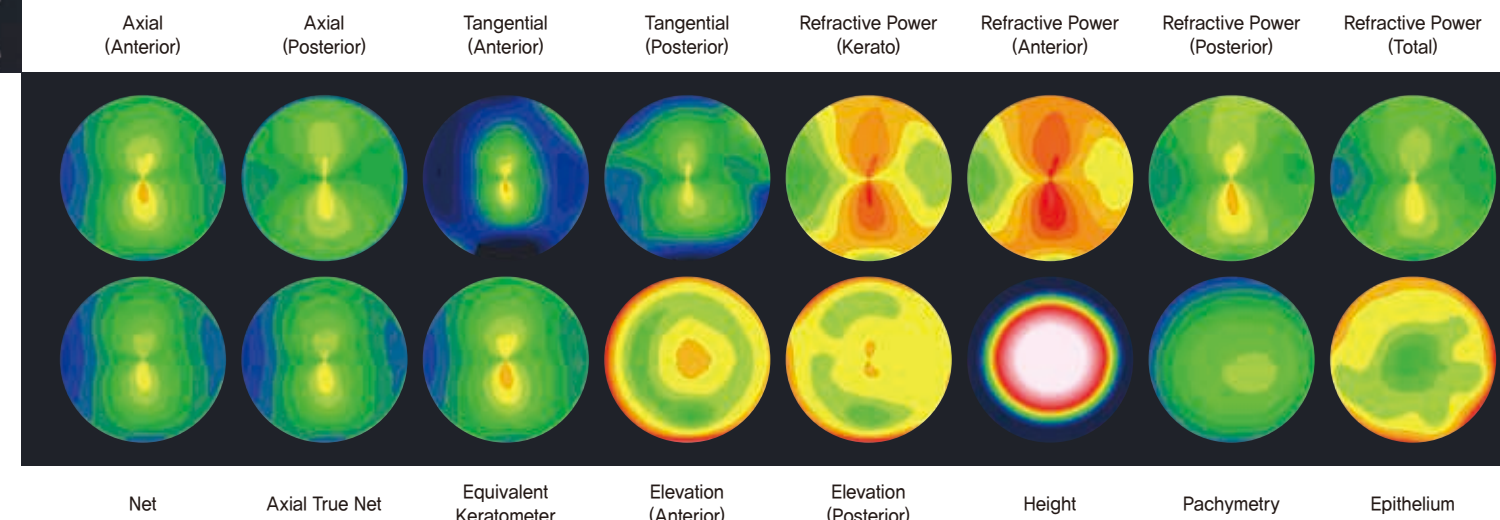 Axial
(Anterior)
Axial
(Posterior)
Tangential
(Anterior)
Tangential
(Posterior)
Refractive Power
(Kerato)
Refractive Power
(Anterior)
Refractive Power
(Posterior)
Refractive Power
(Total)
Net
Axial True Net
Equivalent
Keratometer
Elevation
(Anterior)
Elevation
(Posterior)
Height
Pachymetry
Epithelium